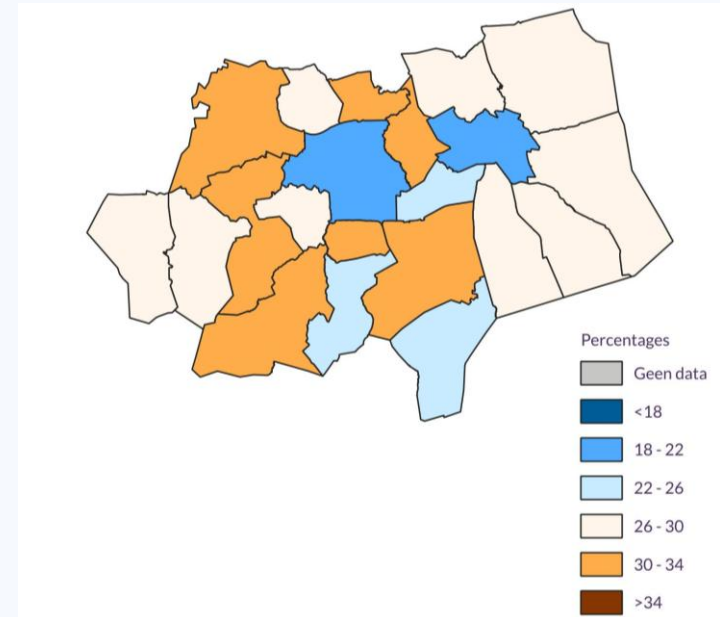 Percentages
Geen data
<18
18 - 22
22 - 26
26 - 30
30 - 34
>34